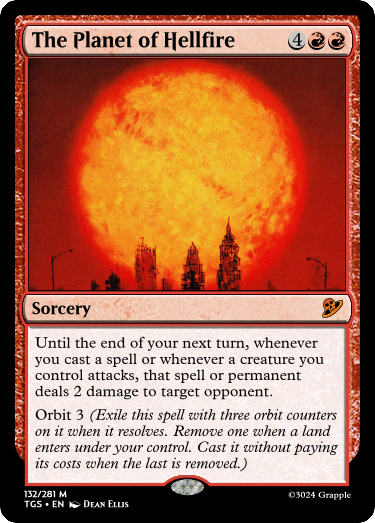 The Planet of Hellfire 4
Sorcery
Until the end of your next turn, whenever
you cast a spell or whenever a creature you
control attacks, that spell or permanent
deals 2 damage to target opponent.
Orbit 3 (Exile this spell with three orbit counters
on it when it resolves. Remove one when a land
enters under your control. Cast it without paying
its costs when the last is removed.)
132/281 M
TGS • EN Dean Ellis
©3024 Grapple